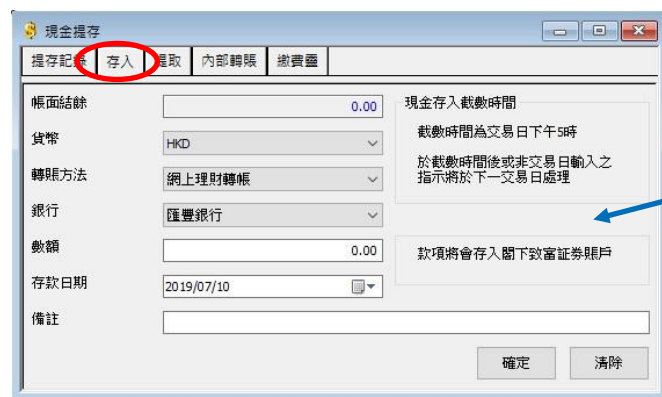 現金提存
提存記錄 存入 提取 內部轉賬 繳費靈
帳面結餘 0.00
貨幣 HKD
轉賬方法 網上理財轉帳
銀行 匯豐銀行
數額 0.00
存款日期 2019/07/10
備註
現金存入截數時間
截數時間為交易日下午5時
於截數時間後或非交易日輸入之
指示將於下一交易日處理
款項將會存入閣下致富証券賬戶
確定 清除